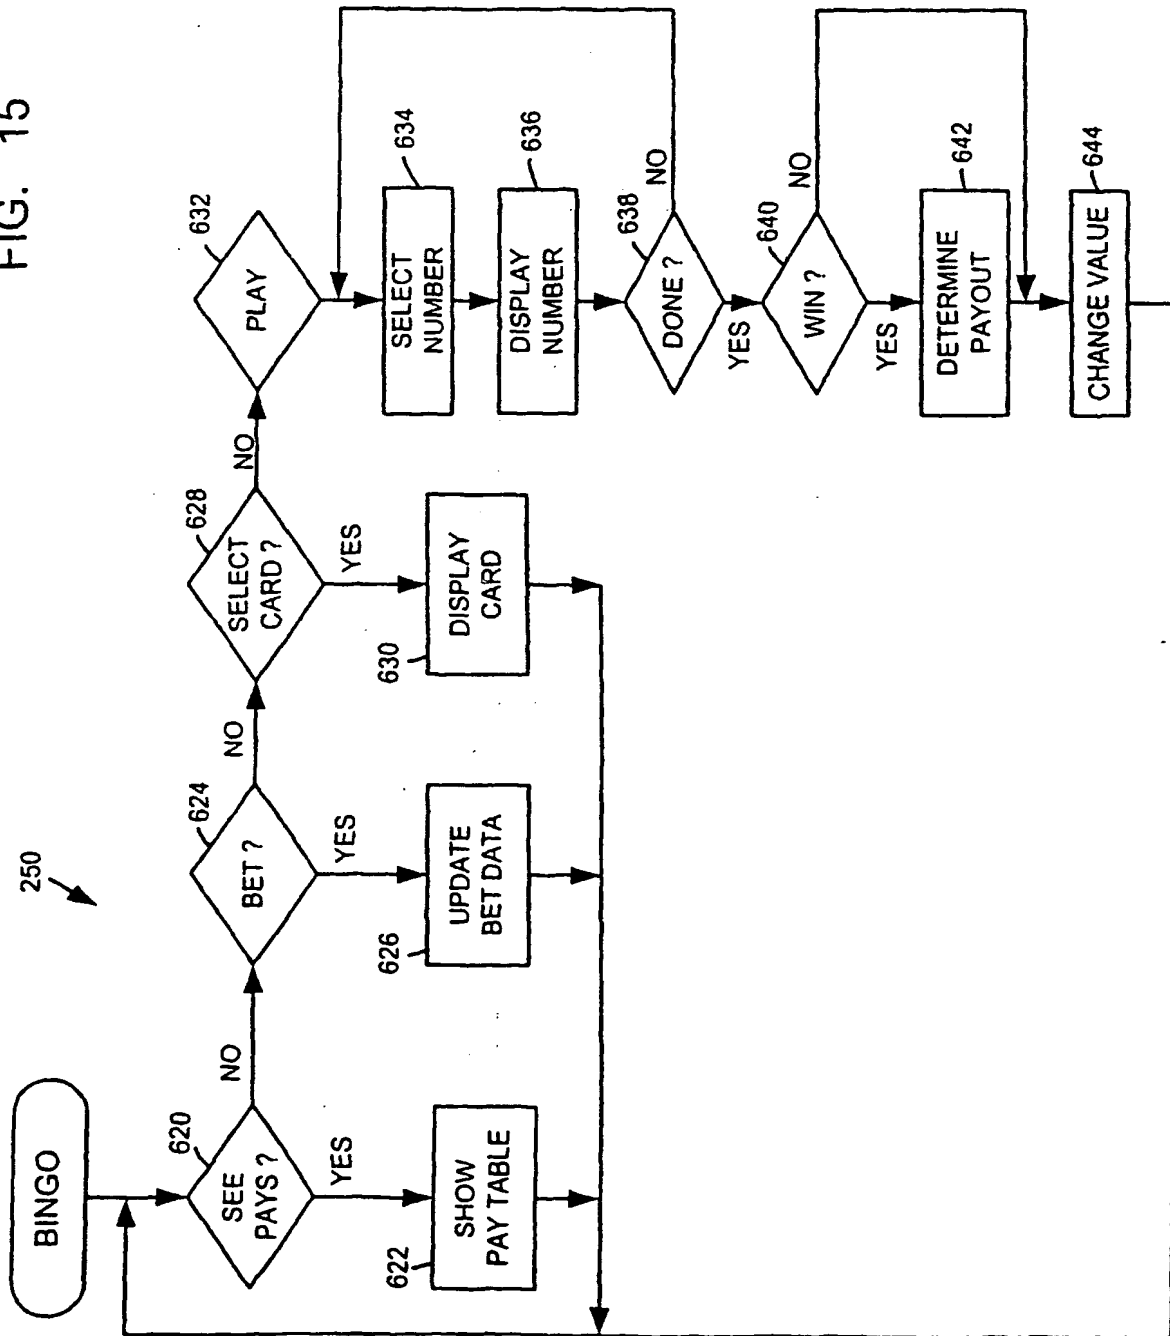 FIG. 15
250
BINGO
620
SEE
PAYS ?
NO
YES
622
SHOW
PAY TABLE
624
BET ?
NO
YES
626
UPDATE
BET DATA
628
SELECT
CARD ?
NO
YES
630
DISPLAY
CARD
632
PLAY
634
SELECT
NUMBER
636
DISPLAY
NUMBER
638
DONE ?
NO
YES
640
WIN ?
NO
YES
642
DETERMINE
PAYOUT
644
CHANGE VALUE